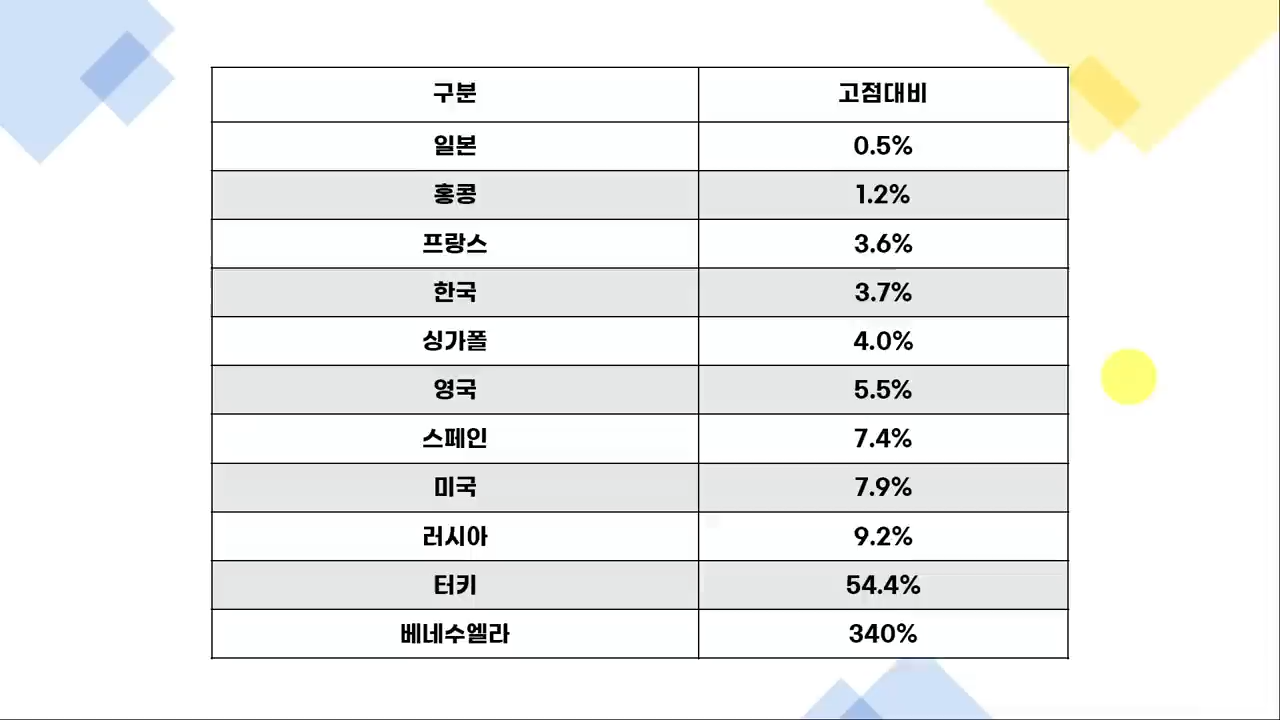 구분 고점대비
일본 0.5%
홍콩 1.2%
프랑스 3.6%
한국 3.7%
싱가폴 4.0%
영국 5.5%
스페인 7.4%
미국 7.9%
러시아 9.2%
터키 54.4%
베네수엘라 340%